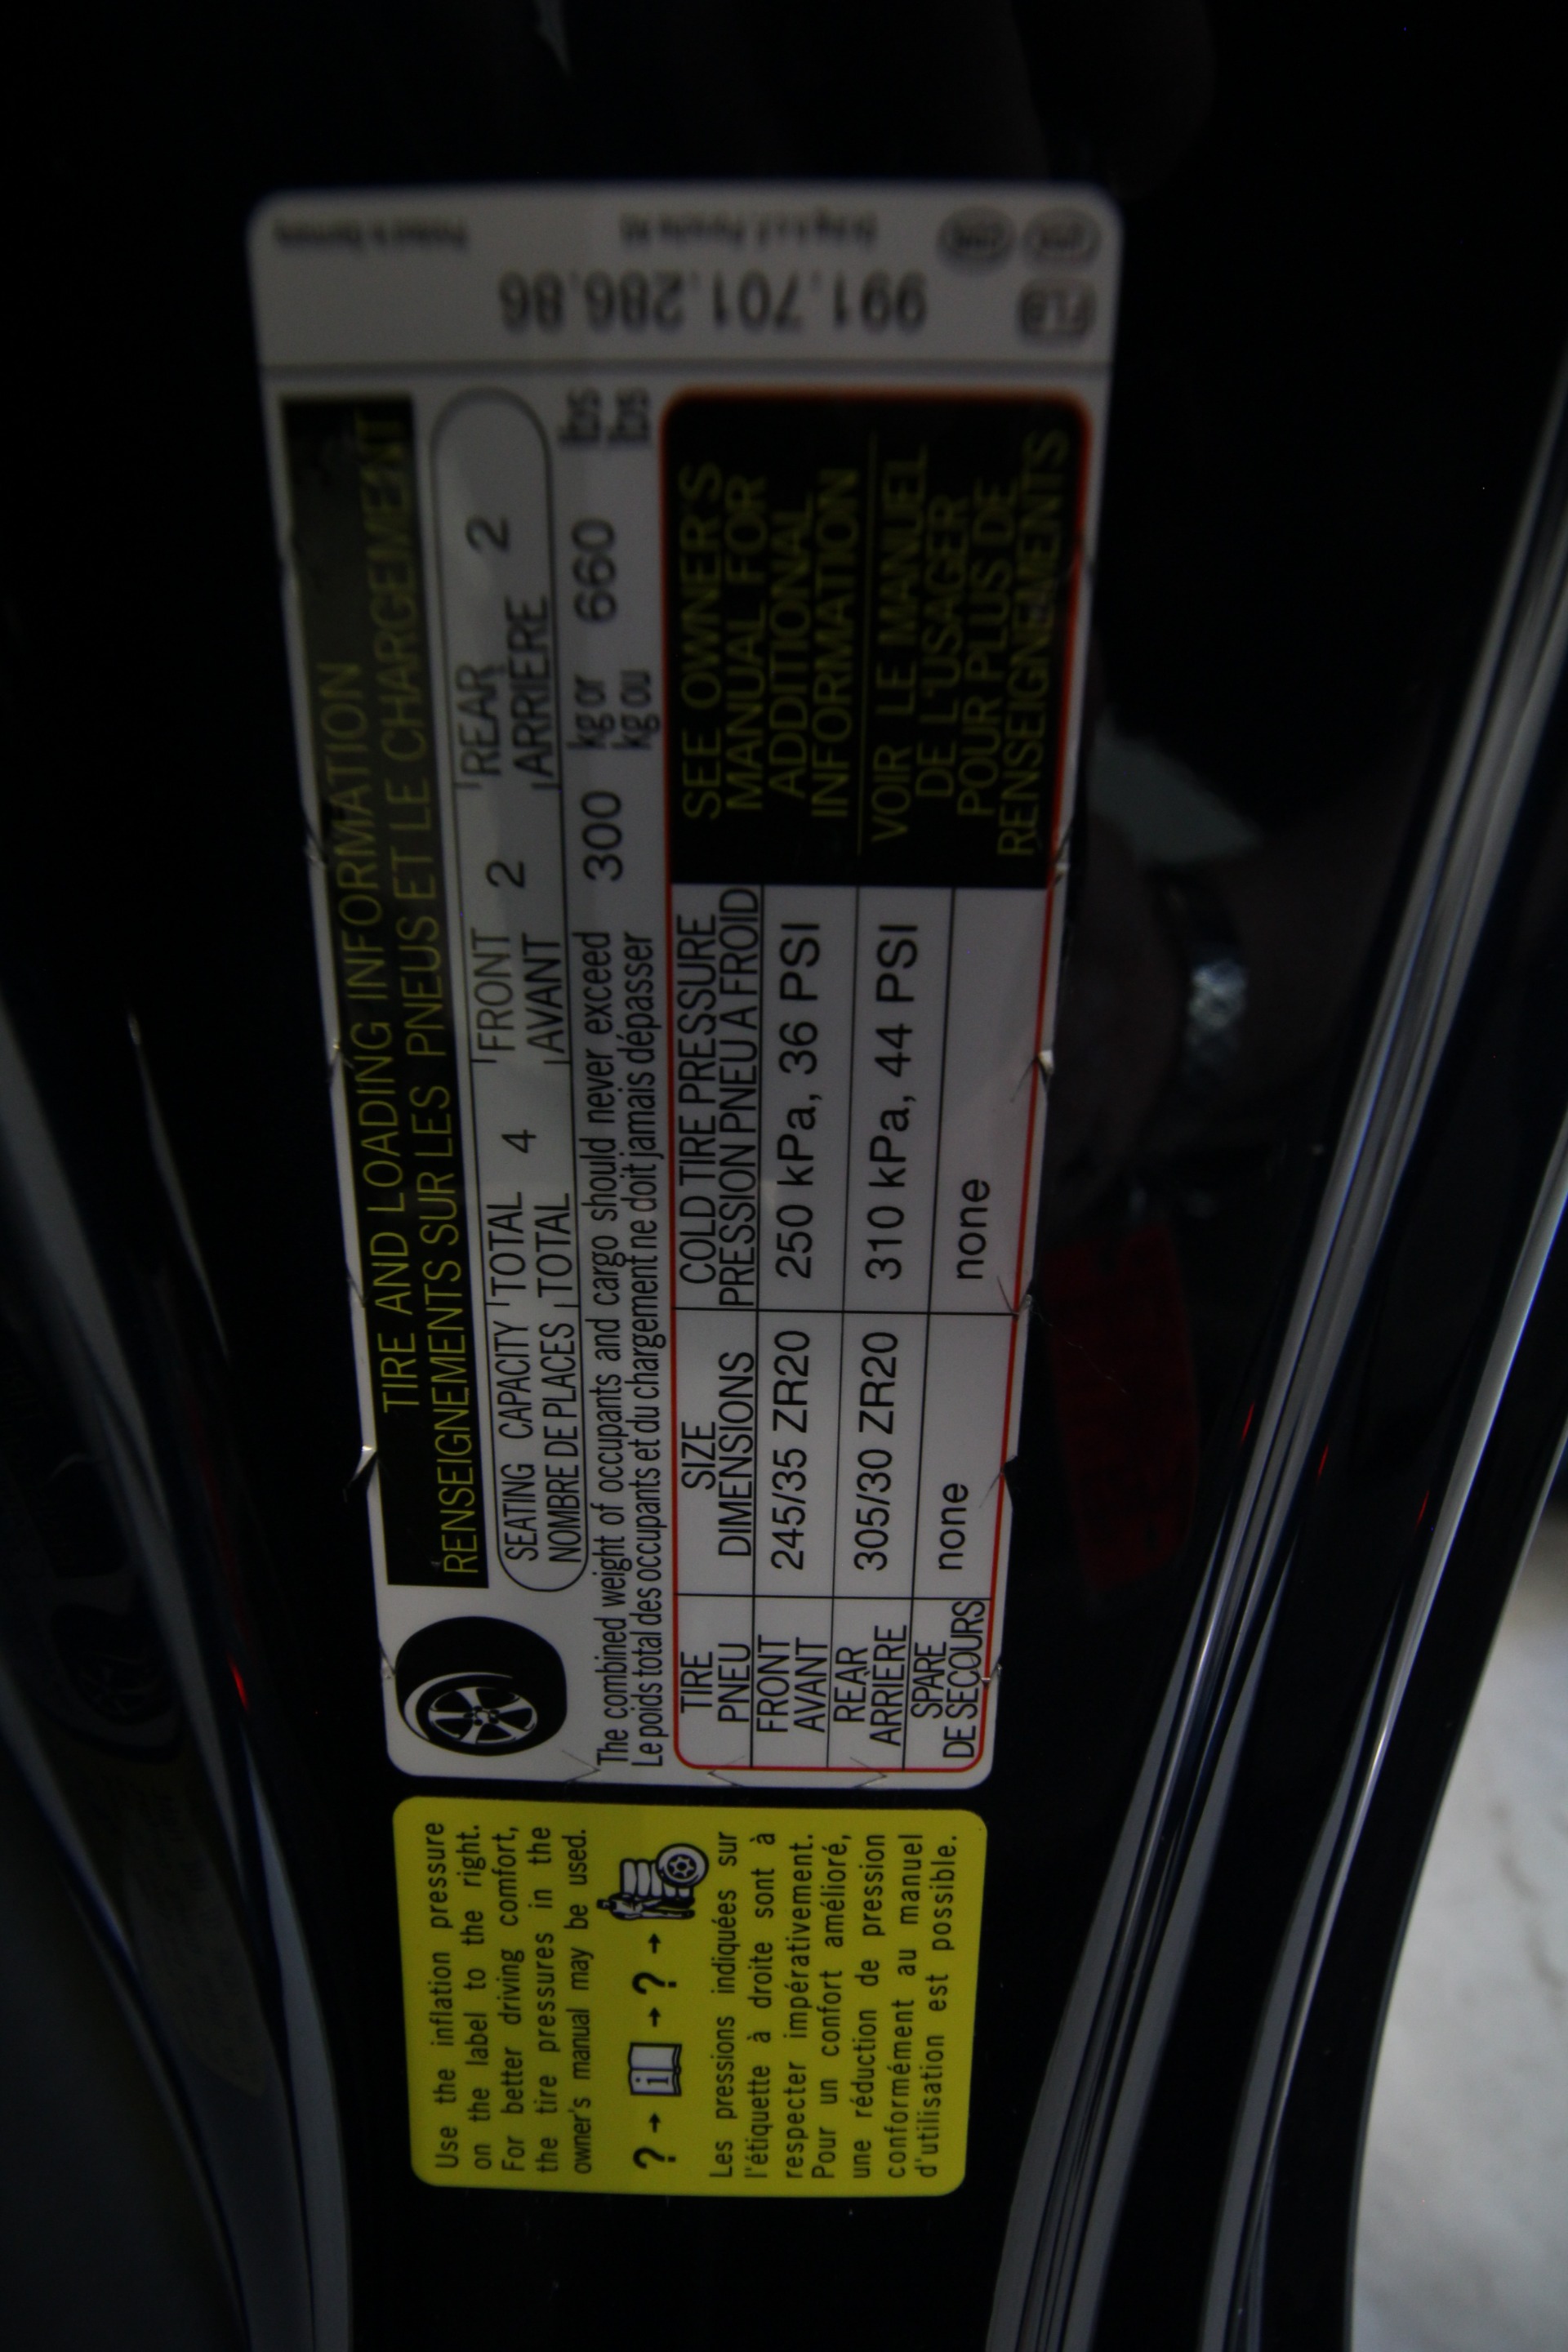 Use the inflation pressure
on the label to the right.
For better driving comfort,
the tire pressures in the
owner's manual may be used.
? → i → ? →
Les pressions indiquées sur
l'étiquette à droite sont à
respecter impérativement.
Pour un confort amélioré,
une réduction de pression
conformément au manuel
d'utilisation est possible.
TIRE AND LOADING INFORMATION
RENSEIGNEMENTS SUR LES PNEUS ET LE CHARGEMENT
SEATING CAPACITY TOTAL 4 FRONT 2 REAR 2
NOMBRE DE PLACES TOTAL AVANT ARRIÈRE
The combined weight of occupants and cargo should never exceed 300 kg or 660 lbs
Le poids total des occupants et du chargement ne doit jamais dépasser kg ou lbs
TIRE SIZE COLD TIRE PRESSURE
PNEU DIMENSIONS PRESSION PNEU A FROID
FRONT 245/35 ZR20 250 kPa, 36 PSI
AVANT
REAR 305/30 ZR20 310 kPa, 44 PSI
ARRIÈRE
SPARE none none
DE SECOURS
SEE OWNER'S
MANUAL FOR
ADDITIONAL
INFORMATION
VOIR LE MANUEL
DE L'USAGER
POUR PLUS DE
RENSEIGNEMENTS
FLB 991.701.286.86